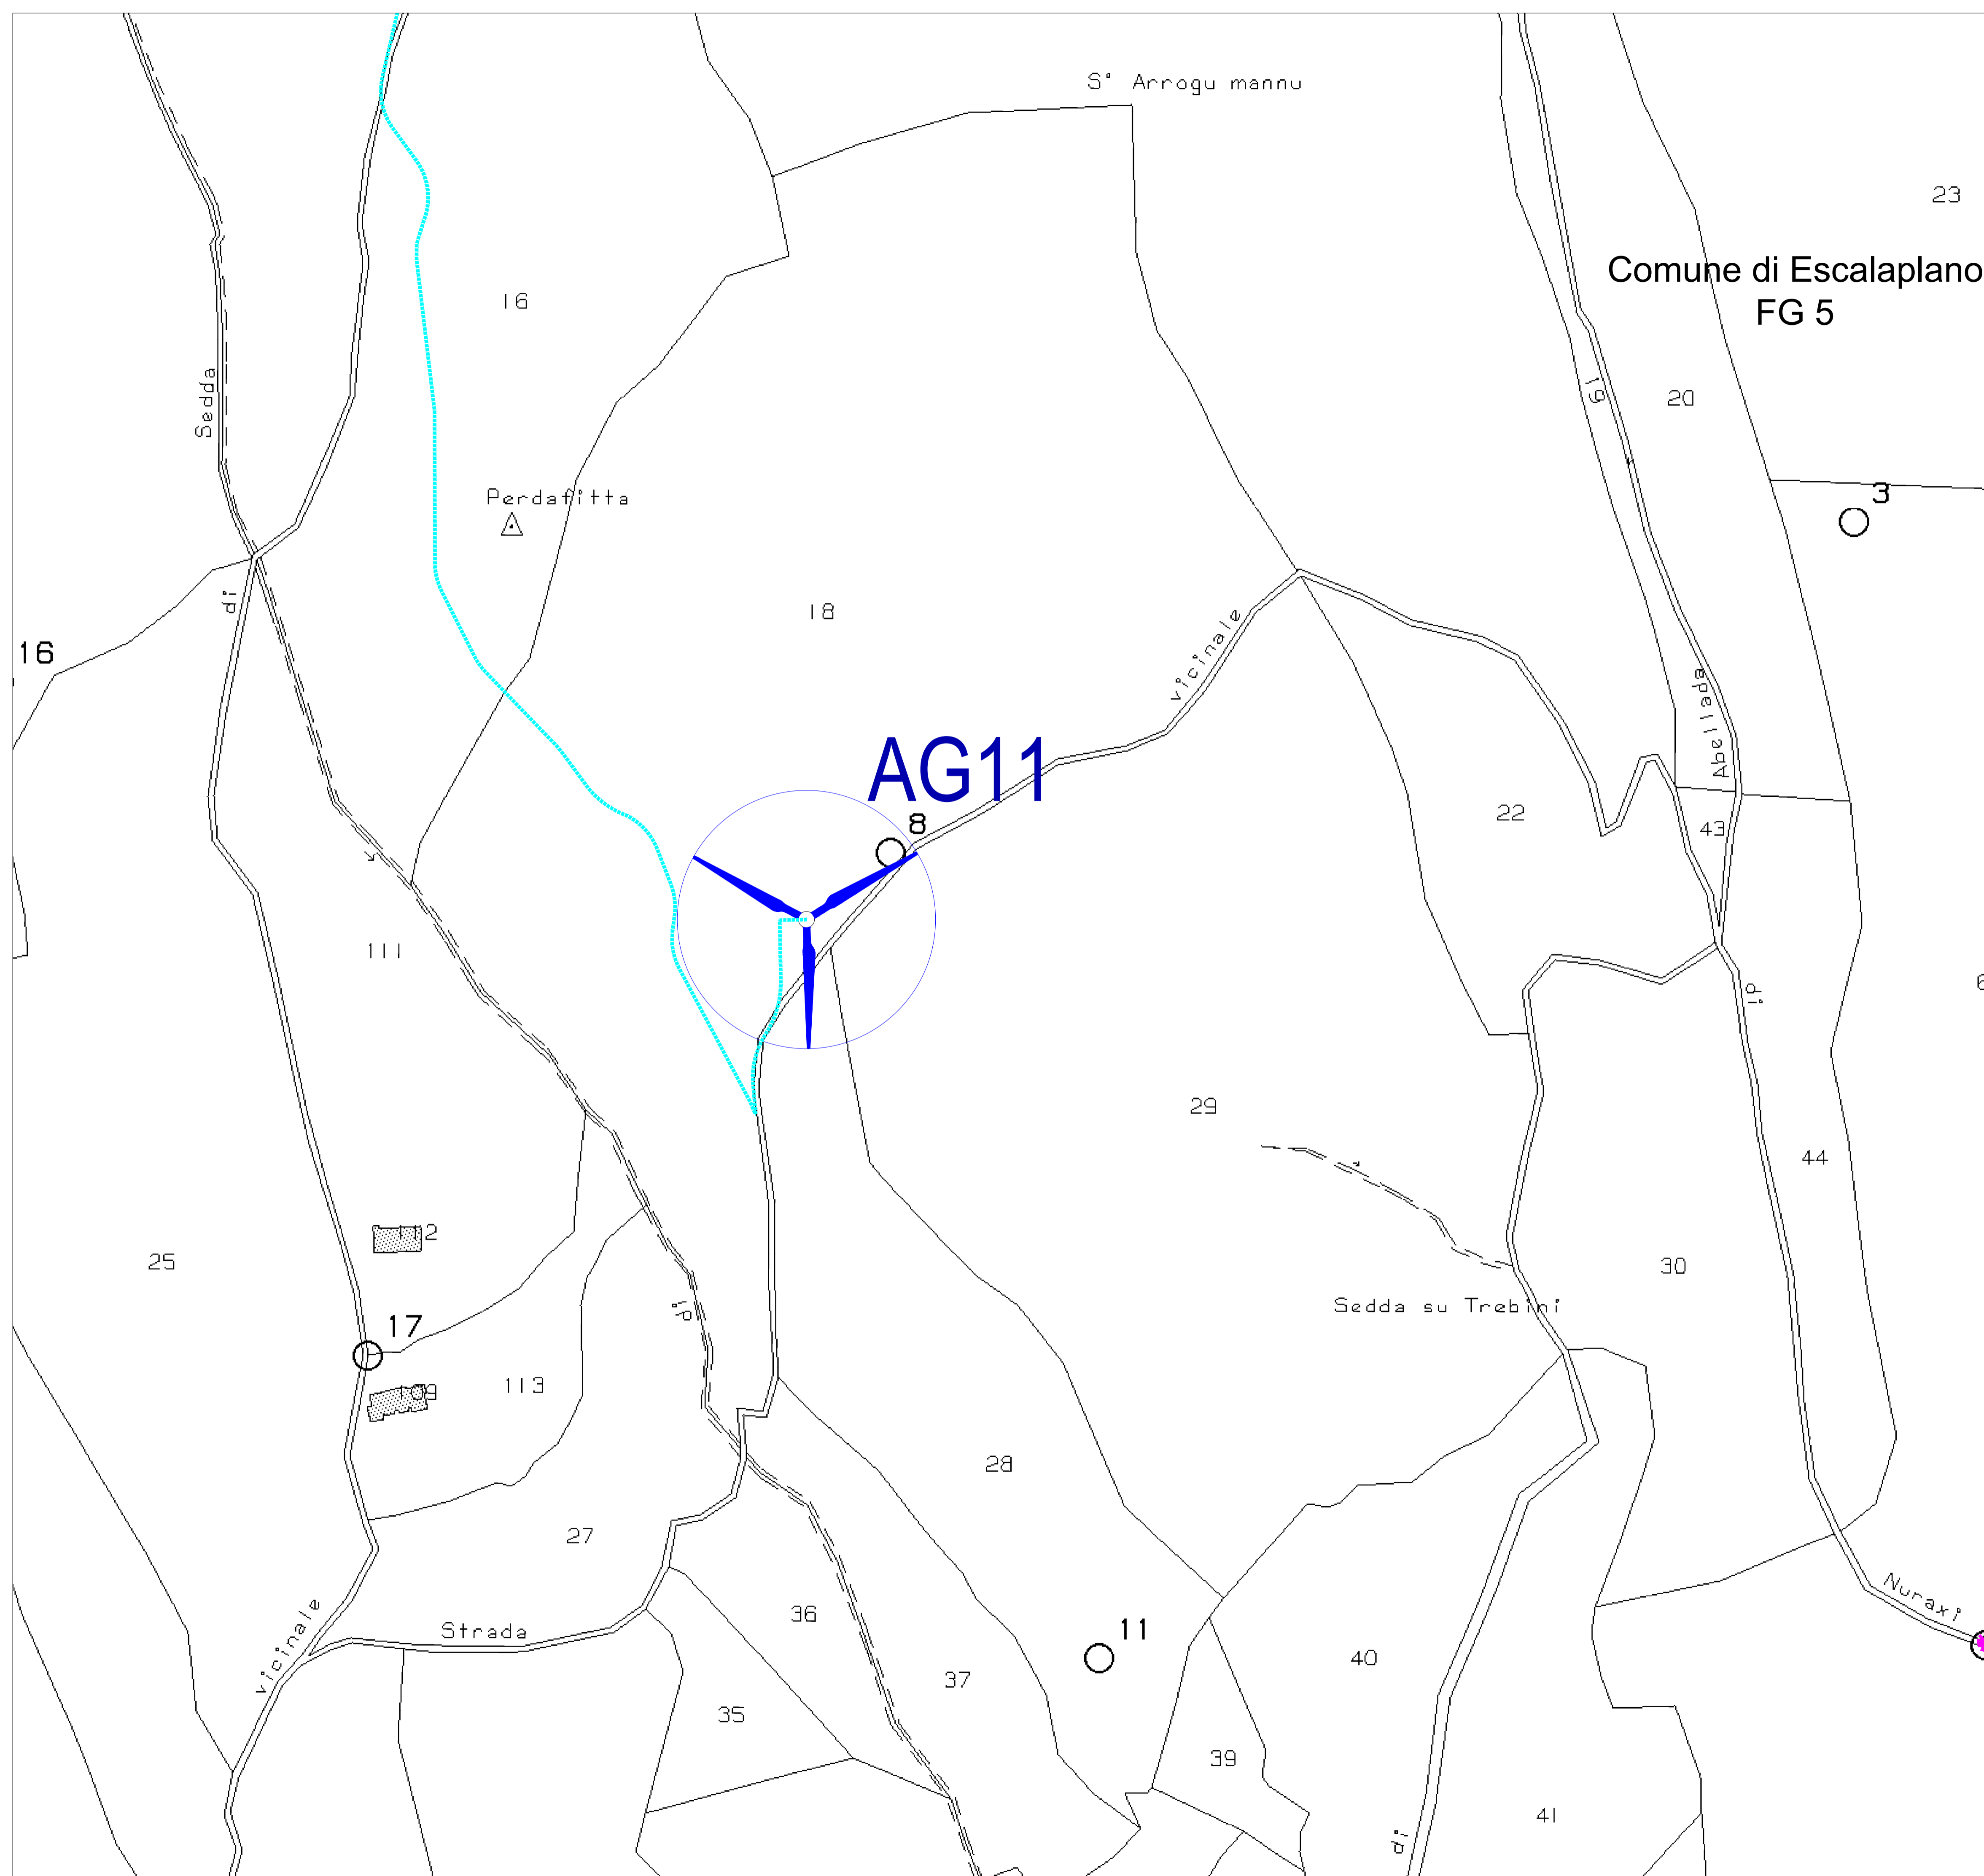 S' Arrogu mannu
23
Comune di Escalaplano
FG 5
16
Sedda
19
20
Perdafitta
3
di
18
16
vicinale
Abellada
AG11
22
8
43
111
di
29
44
2
25
30
Sedda su Trebini
di
17
113
109
28
27
Nuraxi
36
vicinale
Strada
11
40
37
35
39
41
di